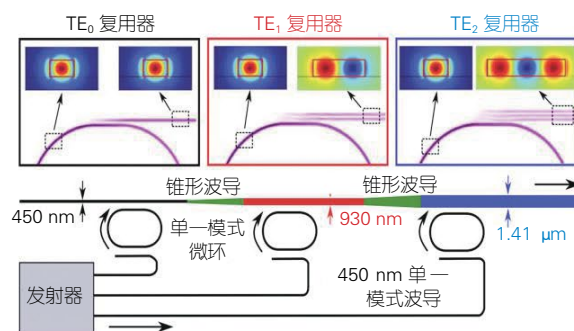 TE₀ 复用器
TE₁ 复用器
TE₂ 复用器
锥形波导
锥形波导
450 nm
单一模式
微环
930 nm
1.41 μm
450 nm 单一
模式波导
发射器